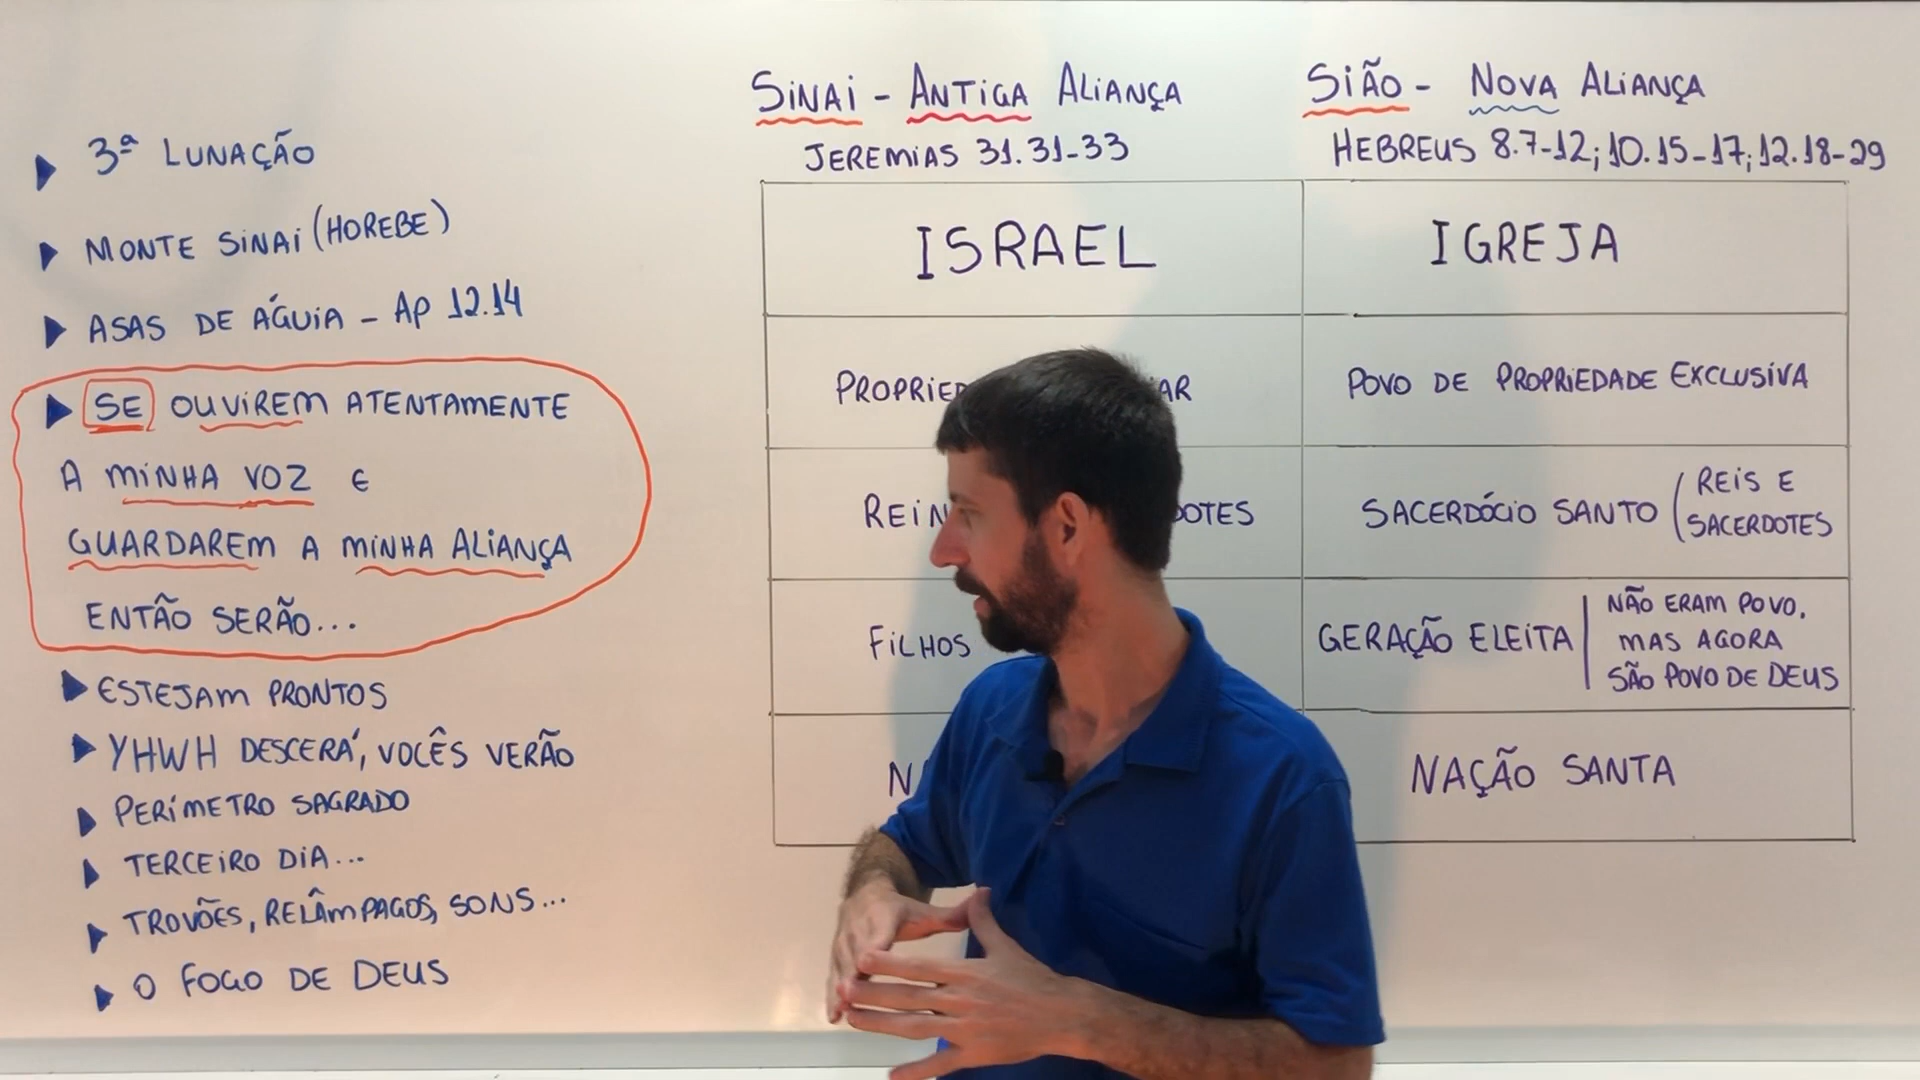 3ª LUNAÇÃO
MONTE SINAI (HOREBE)
ASAS DE ÁGUIA - AP 12.14
SE OUVIREM ATENTAMENTE
A MINHA VOZ E
GUARDAREM A MINHA ALIANÇA
ENTÃO SERÃO...
ESTEJAM PRONTOS
YHWH DESCERÁ, VOCÊS VERÃO
PERÍMETRO SAGRADO
TERCEIRO DIA...
TROVÕES, RELÂMPAGOS, SONS...
O FOGO DE DEUS
SINAI - ANTIGA ALIANÇA
JEREMIAS 31.31-33
SIÃO - NOVA ALIANÇA
HEBREUS 8.7-12; 10.15-17; 12.18-29
ISRAEL
IGREJA
POVO DE PROPRIEDADE EXCLUSIVA
SACERDÓCIO SANTO (REIS E
SACERDOTES
FILHOS
GERAÇÃO ELEITA
NÃO ERAM POVO,
MAS AGORA
SÃO POVO DE DEUS
NAÇÃO SANTA